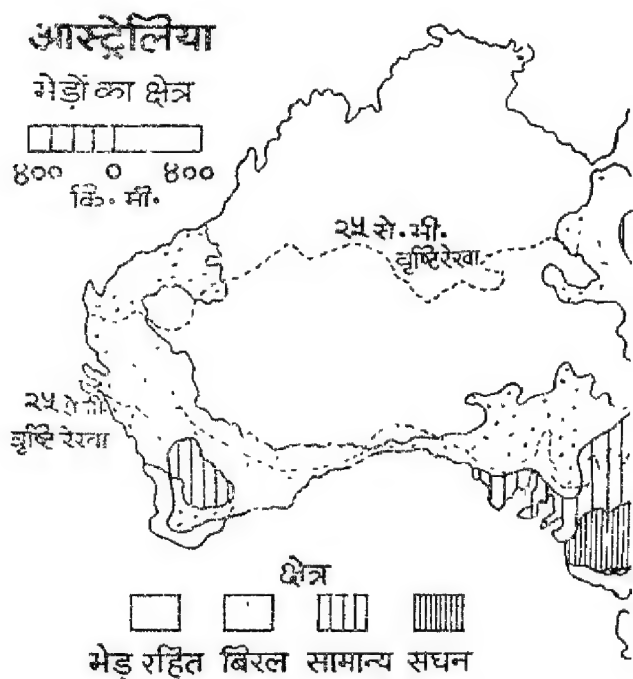 आस्ट्रेलिया
भेड़ों का क्षेत्र
४०० ० ४००
कि॰ मी॰
२५ से॰ मी॰
वृष्टि रेखा
२५
वृष्टि रेखा
क्षेत्र
भेड़ रहित बिरल सामान्य सघन